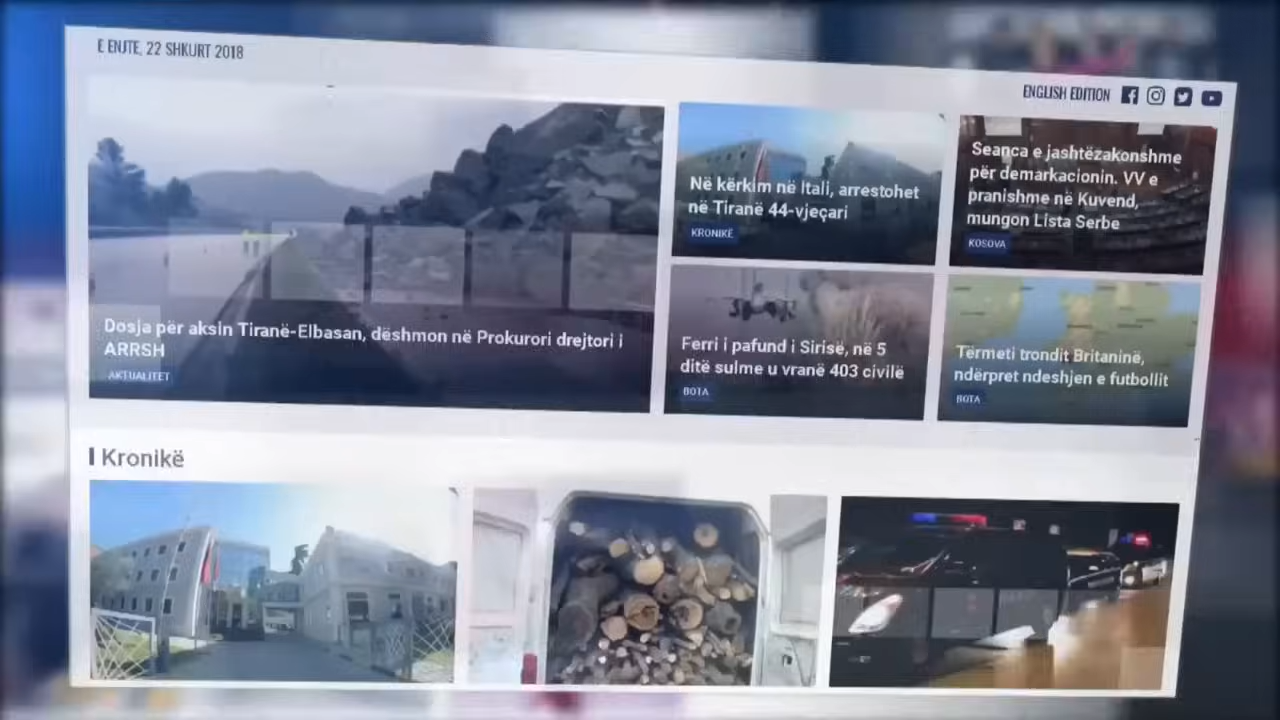 E ENJTE, 22 SHKURT 2018
ENGLISH EDITION
Dosja për aksin Tiranë-Elbasan, dëshmon në Prokurori drejtori i
ARRSH
AKTUALITET
Në kërkim në Itali, arrestohet
në Tiranë 44-vjeçari
KRONIKË
Seanca e jashtëzakonshme
për demarkacionin. VV e
pranishme në Kuvend,
mungon Lista Serbe
KOSOVA
Ferri i pafund i Sirisë, në 5
ditë sulme u vranë 403 civilë
BOTA
Tërmeti trondit Britaninë,
ndërpret ndeshjen e futbollit
BOTA
Kronikë